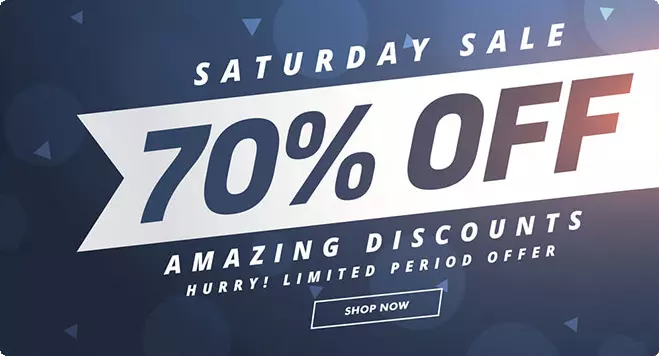 SATURDAY SALE
70% OFF
AMAZING DISCOUNTS
HURRY! LIMITED PERIOD OFFER
SHOP NOW